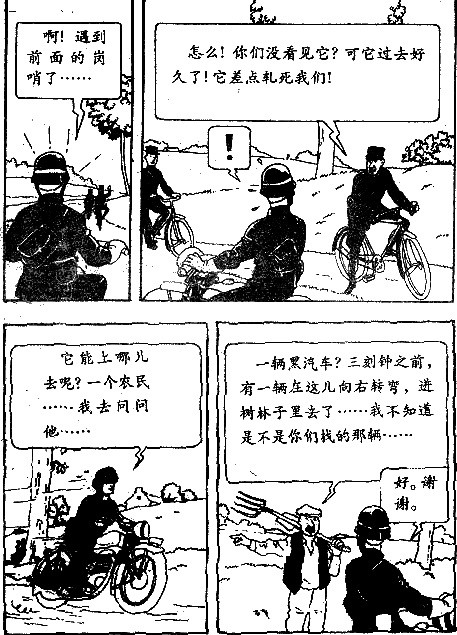 啊！遇到
前面的岗
哨了……
怎么！你们没看见它？可它过去好
久了！它差点轧死我们！
！
它能上哪儿
去呢？一个农民
……我去问问
他……
一辆黑汽车？三刻钟之前，
有一辆在这儿向右转弯，进
树林子里去了……我不知道
是不是你们找的那辆……
好。谢
谢。